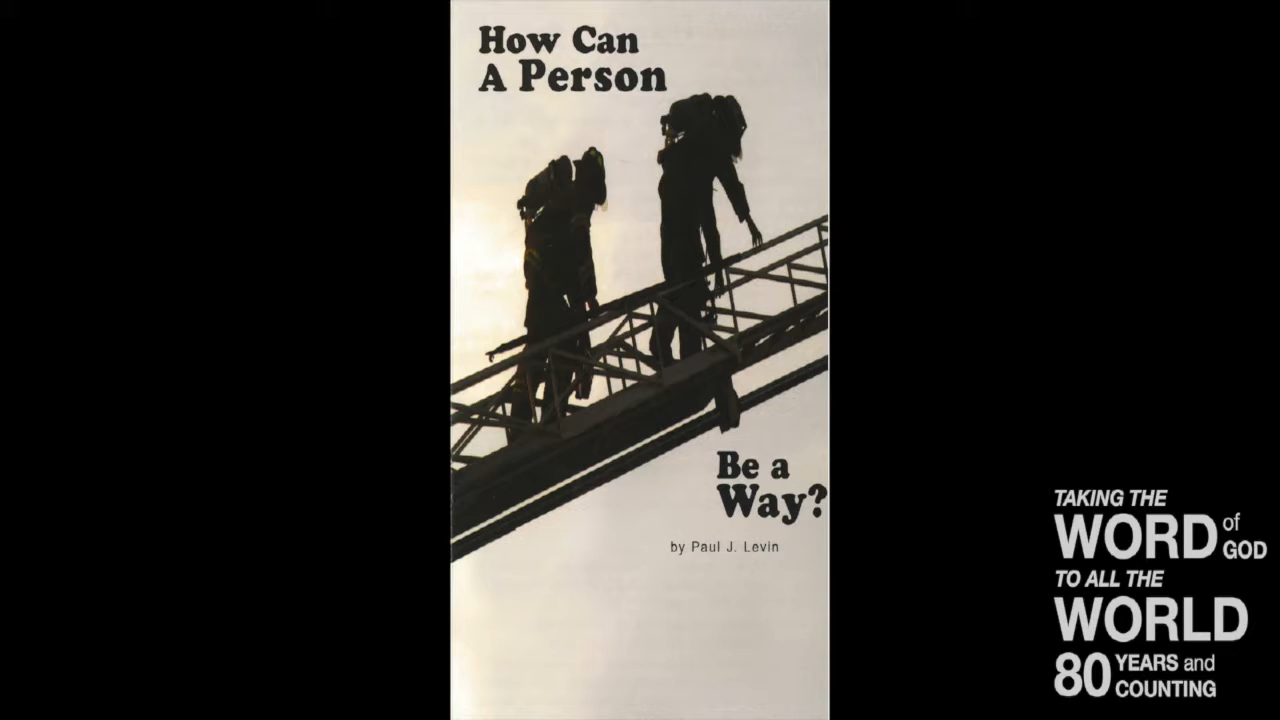 How Can
A Person
Be a
Way?
by Paul J. Levin
TAKING THE
WORD of
GOD
TO ALL THE
WORLD
80 YEARS and
COUNTING